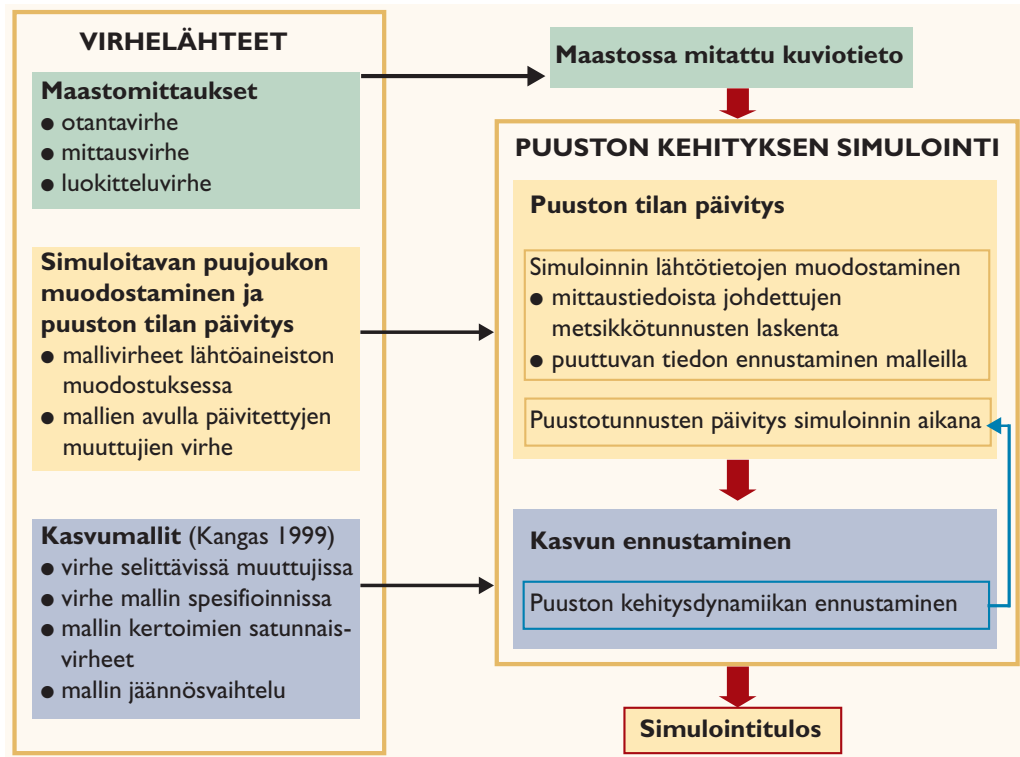 VIRHELÄHTEET
Maastomittaukset
● otantavirhe
● mittausvirhe
● luokitteluvirhe
Simuloitavan puujoukon
muodostaminen ja
puuston tilan päivitys
● mallivirheet lähtöaineiston
muodostuksessa
● mallien avulla päivitettyjen
muuttujien virhe
Kasvumallit (Kangas 1999)
● virhe selittävissä muuttujissa
● virhe mallin spesifioinnissa
● mallin kertoimien satunnais-
virheet
● mallin jäännösvaihtelu
Maastossa mitattu kuviotieto
PUUSTON KEHITYKSEN SIMULOINTI
Puuston tilan päivitys
Simuloinnin lähtötietojen muodostaminen
● mittaustiedoista johdettujen
metsikkötunnusten laskenta
● puuttuvan tiedon ennustaminen malleilla
Puustotunnusten päivitys simuloinnin aikana
Kasvun ennustaminen
Puuston kehitysdynamiikan ennustaminen
Simulointitulos